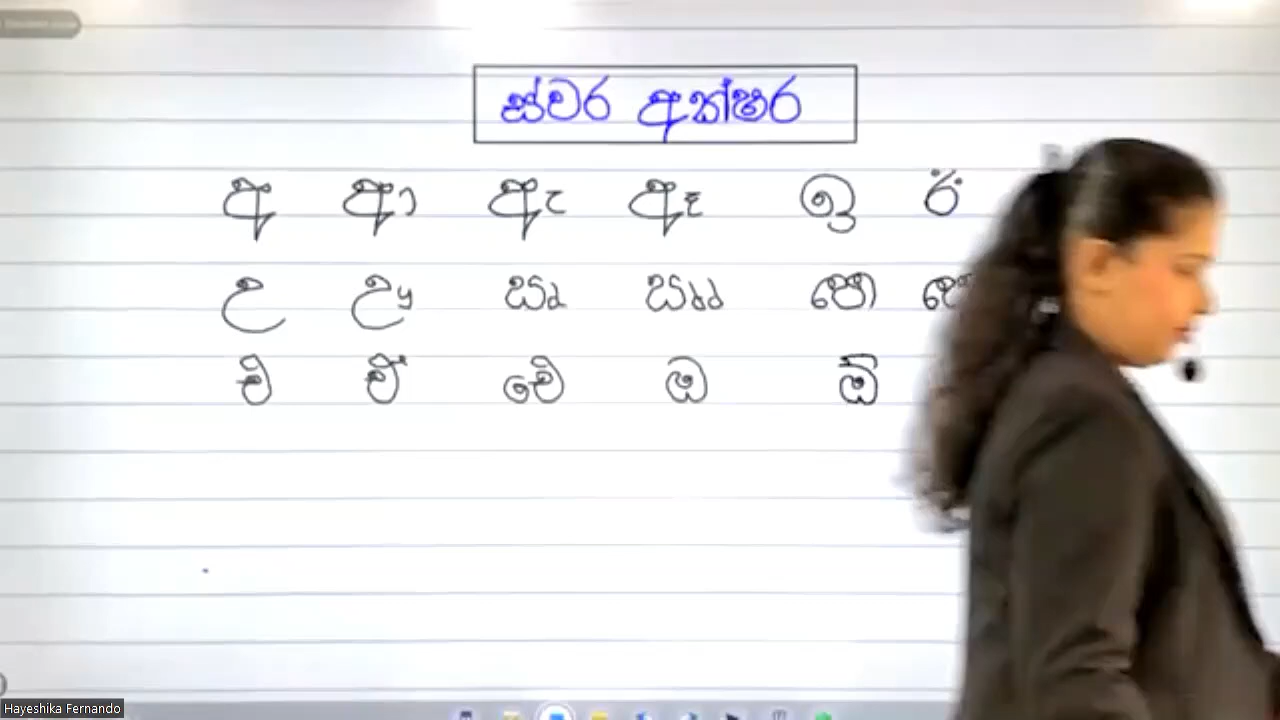 ස්වර අක්ෂර
අ ආ ඇ ඈ ඉ ඊ
උ ඌ ඍ ඎ ඏ
එ ඒ ඓ ඔ ඕ
Hayeshika Fernando